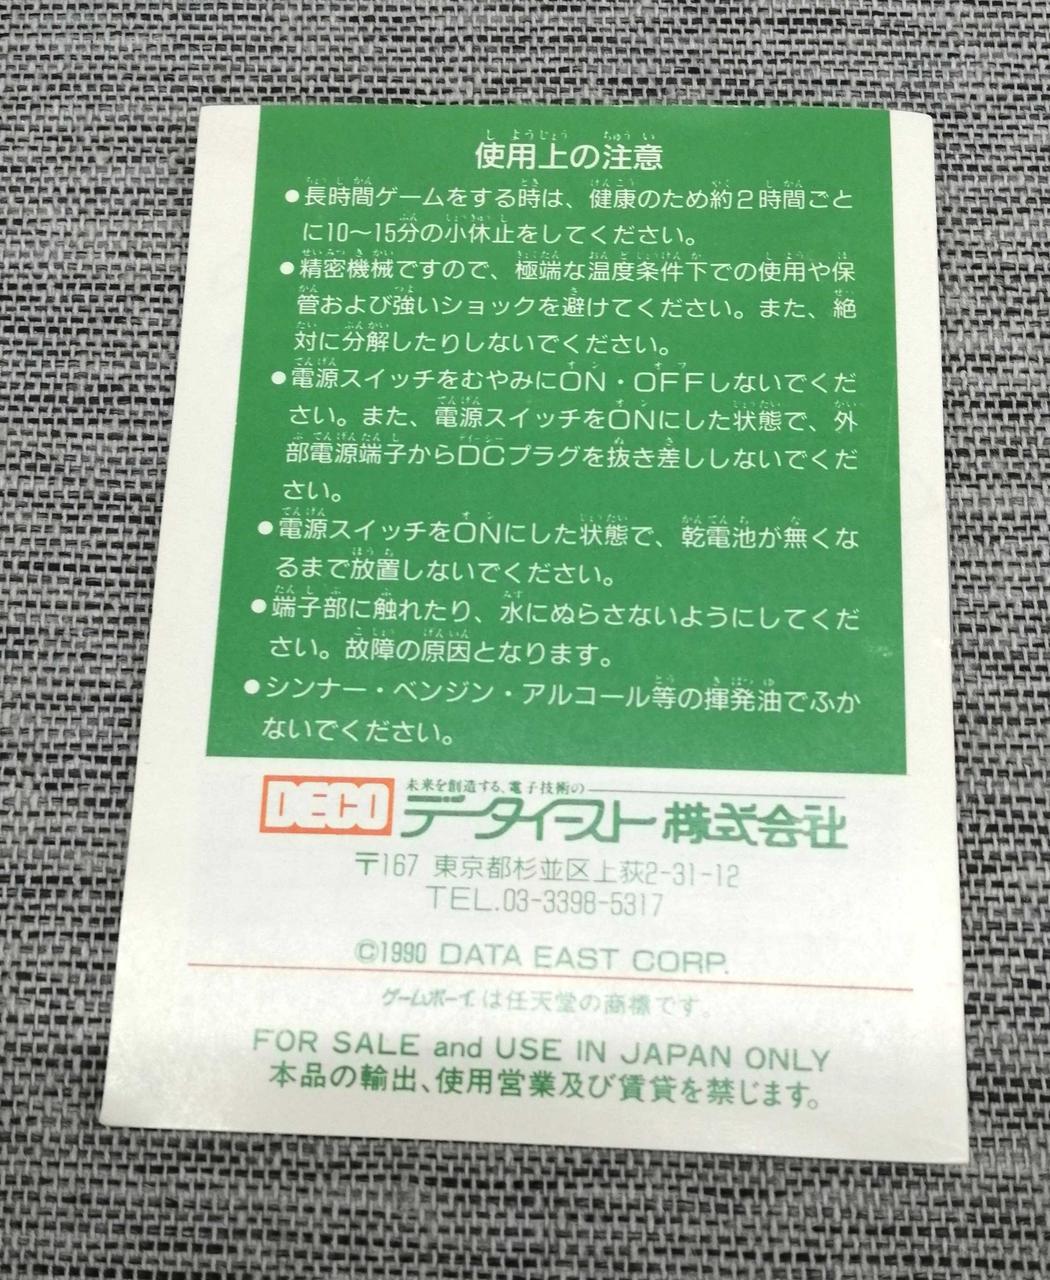 使用上の注意
●長時間ゲームをする時は、健康のため約2時間ごと
に10〜15分の小休止をしてください。
●精密機械ですので、極端な温度条件下での使用や保
管および強いショックを避けてください。また、絶
対に分解したりしないでください。
●電源スイッチをむやみにON・OFFしないでくだ
さい。また、電源スイッチをONにした状態で、外
部電源端子からDCプラグを抜き差ししないでくだ
さい。
●電源スイッチをONにした状態で、乾電池が無くな
るまで放置しないでください。
●端子部に触れたり、水にぬらさないようにしてくだ
さい。故障の原因となります。
●シンナー・ベンジン・アルコール等の揮発油でふか
ないでください。
DECO
未来を創造する、電子技術の
データイースト株式会社
〒167 東京都杉並区上荻2-31-12
TEL.03-3398-5317
©1990 DATA EAST CORP.
ゲームボーイは任天堂の商標です。
FOR SALE and USE IN JAPAN ONLY
本品の輸出、使用営業及び賃貸を禁じます。